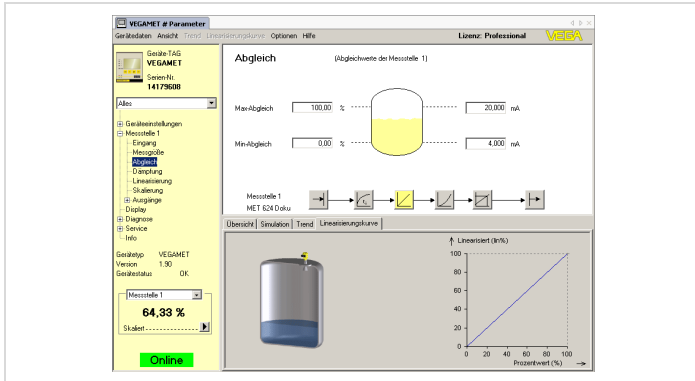 VEGAMET # Parameter
Gerätedaten Ansicht Trend Linearisierungskurve Optionen Hilfe
Lizenz: Professional
VEGA
Geräte-TAG
VEGAMET
Serien-Nr.
14179608
Alles
Geräteeinstellungen
Messstelle 1
Eingang
Messgröße
Abgleich
Dämpfung
Linearisierung
Skalierung
Ausgänge
Display
Diagnose
Service
Info
Gerätetyp VEGAMET
Version 1.90
Gerätestatus OK
Messstelle 1
64,33 %
Skaliert
Online
Abgleich (Abgleichwerte der Messstelle 1)
Max-Abgleich 100,00 % 20,000 mA
Min-Abgleich 0,00 % 4,000 mA
Messstelle 1
MET 624 Doku
Übersicht Simulation Trend Linearisierungskurve
Linearisiert (lin%)
100
80
60
40
20
0
0 20 40 60 80 100
Prozentwert (%)